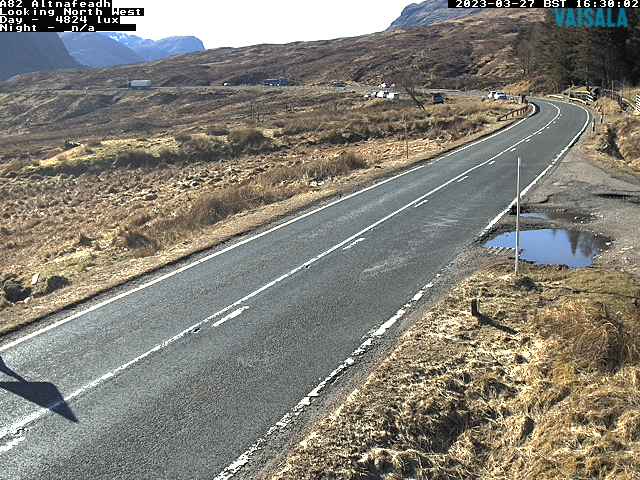 A82 Altnafeadh
Looking North West
Day - 4824 lux
Night - n/a
2023-03-27 BST 16:30:02
VAISALA